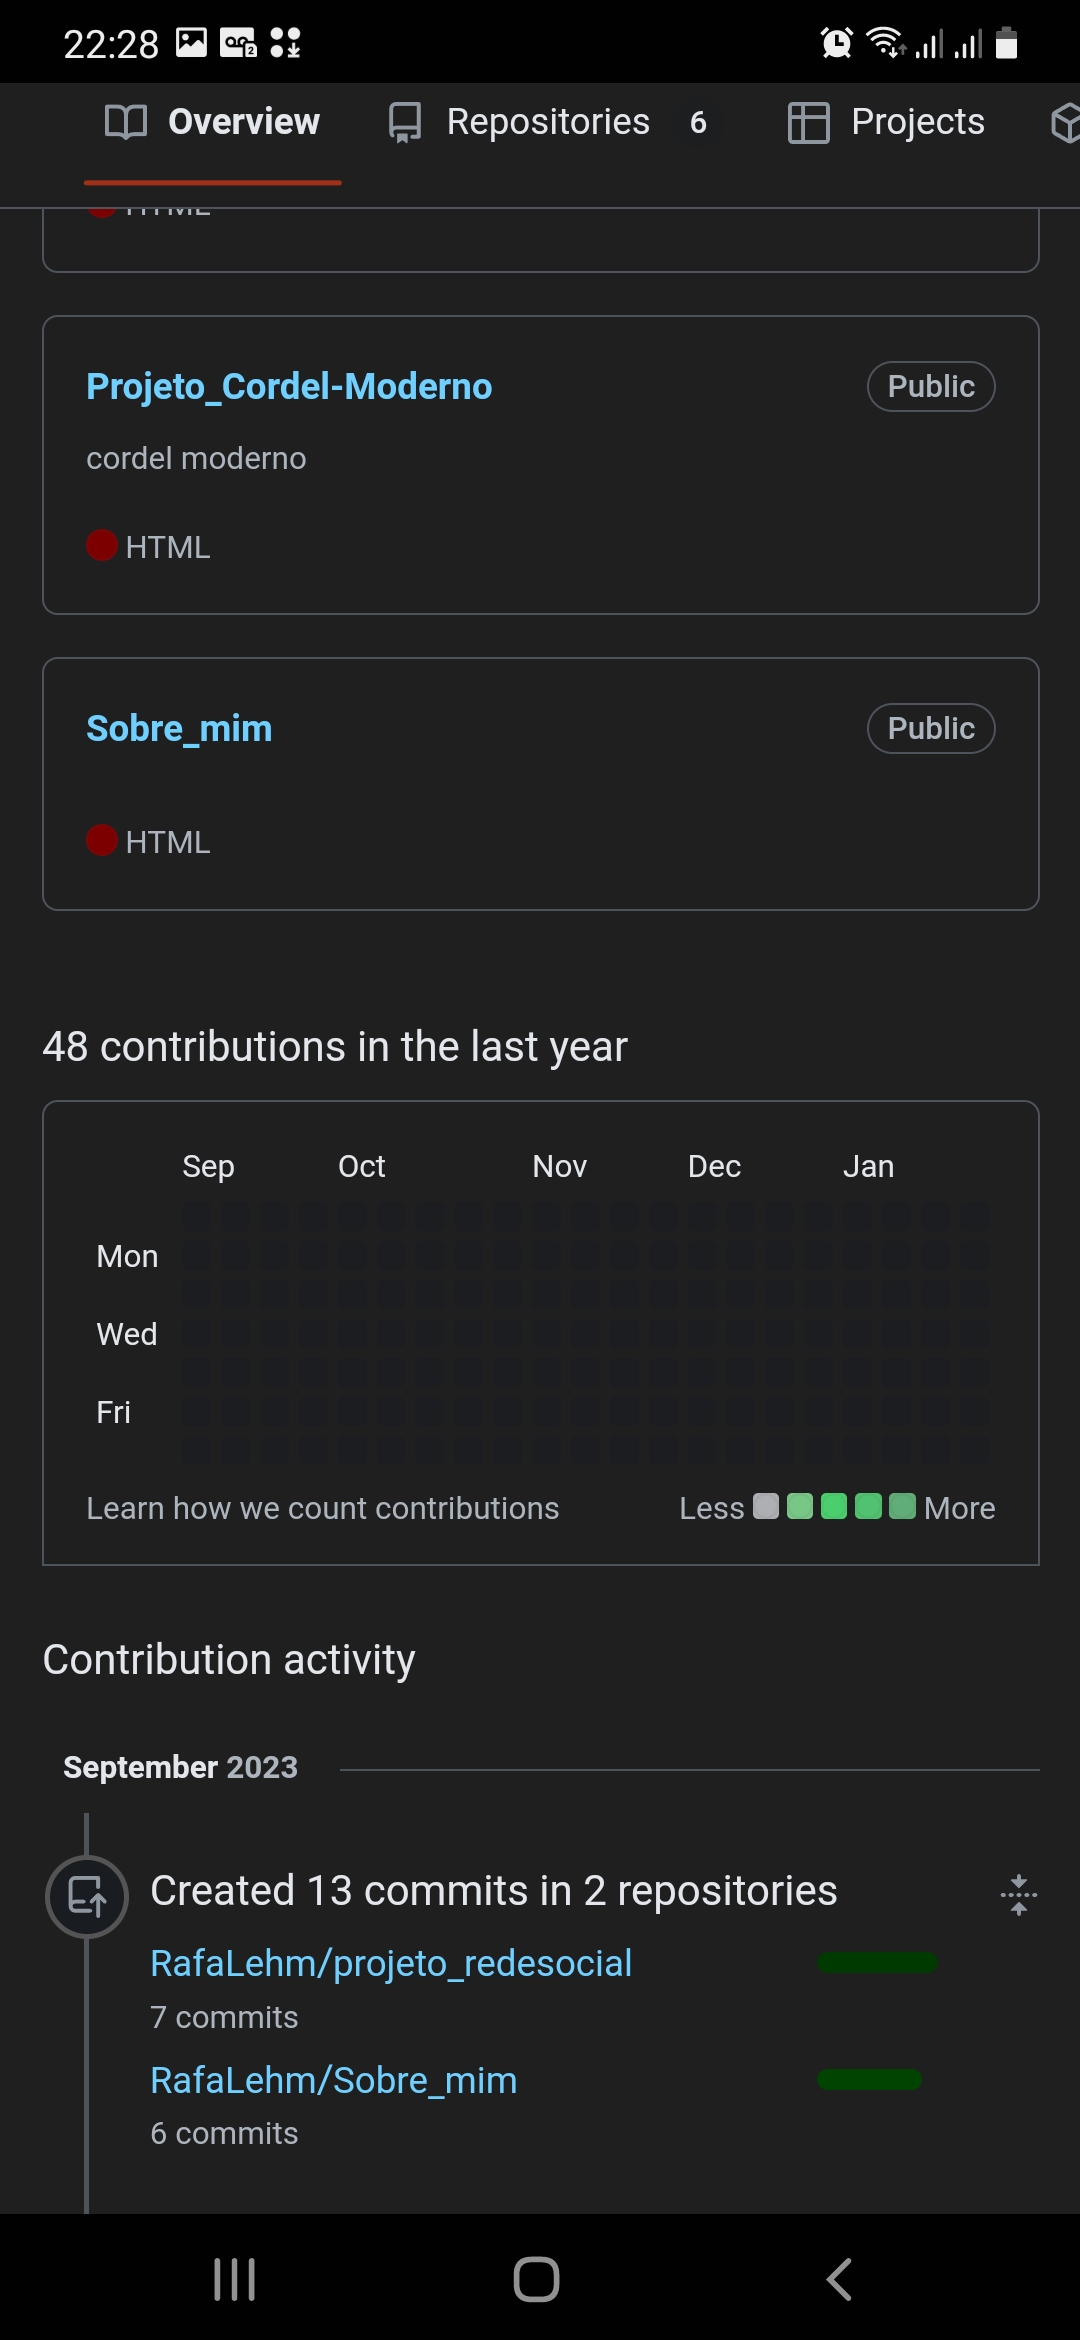 22:28
Overview Repositories 6 Projects
HTML
Projeto_Cordel-Moderno Public
cordel moderno
HTML
Sobre_mim Public
HTML
48 contributions in the last year
Sep Oct Nov Dec Jan
Mon
Wed
Fri
Learn how we count contributions Less More
Contribution activity
September 2023
Created 13 commits in 2 repositories
RafaLehm/projeto_redesocial
7 commits
RafaLehm/Sobre_mim
6 commits